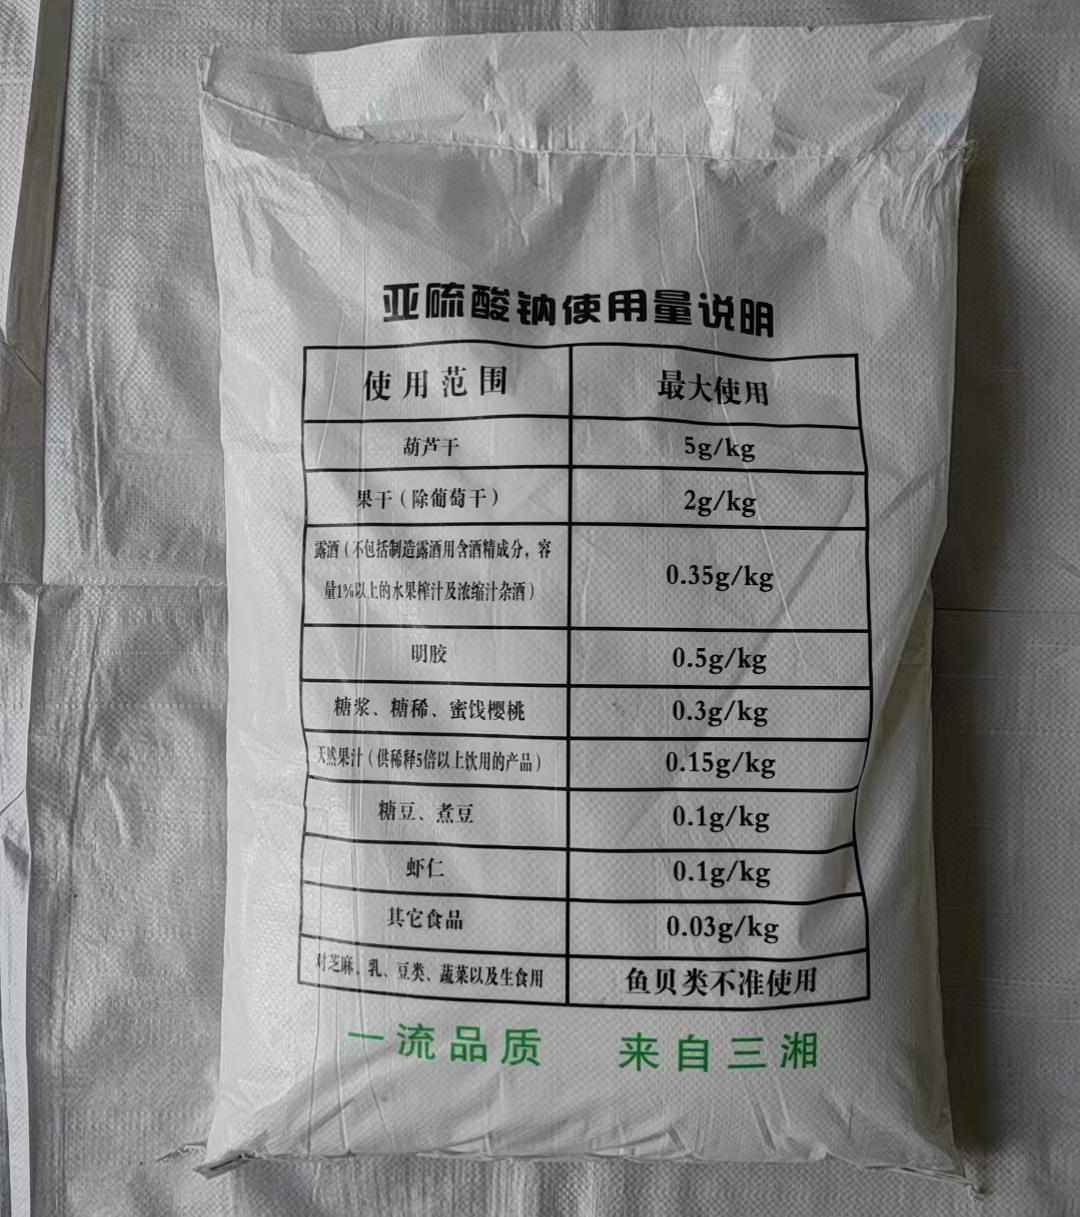 亚硫酸钠使用量说明
使用范围 最大使用
葫芦干 5g/kg
果干（除葡萄干） 2g/kg
露酒（不包括制造露酒用含酒精成分，容
量1%以上的水果榨汁及浓缩汁杂酒） 0.35g/kg
明胶 0.5g/kg
糖浆、糖稀、蜜饯樱桃 0.3g/kg
天然果汁（供稀释5倍以上饮用的产品） 0.15g/kg
糖豆、煮豆 0.1g/kg
虾仁 0.1g/kg
其它食品 0.03g/kg
对芝麻、乳、豆类、蔬菜以及生食用 鱼贝类不准使用
一流品质 来自三湘